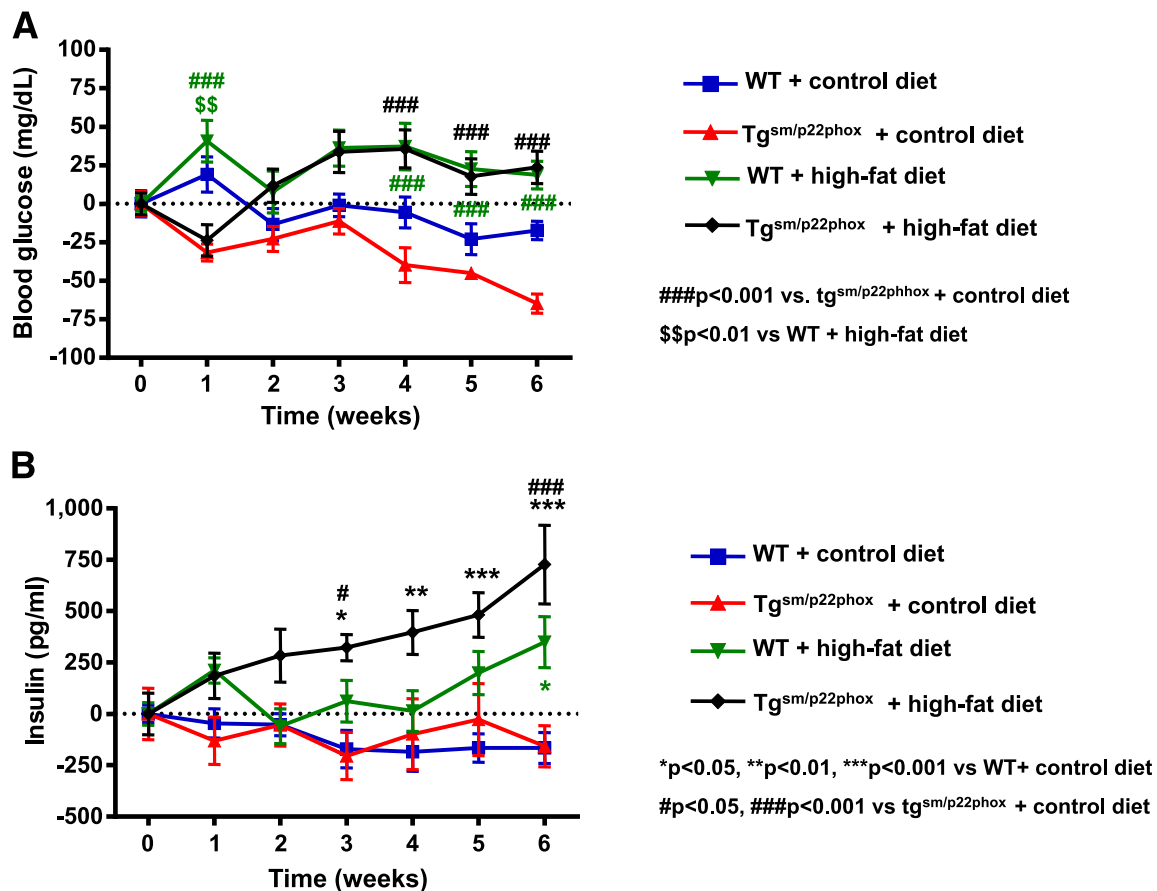 A
100
75
50
25
0
-25
-50
-75
-100
Blood glucose (mg/dL)
###
$$
###
###
###
###
###
###
0 1 2 3 4 5 6
Time (weeks)
WT + control diet
Tgsm/p22phox + control diet
WT + high-fat diet
Tgsm/p22phox + high-fat diet
###p<0.001 vs. tgsm/p22phhox + control diet
$$p<0.01 vs WT + high-fat diet
B
1,000
750
500
250
0
-250
-500
Insulin (pg/ml)
#
*
**
***
###
***
*
0 1 2 3 4 5 6
Time (weeks)
WT + control diet
Tgsm/p22phox + control diet
WT + high-fat diet
Tgsm/p22phox + high-fat diet
*p<0.05, **p<0.01, ***p<0.001 vs WT+ control diet
#p<0.05, ###p<0.001 vs tgsm/p22phox + control diet